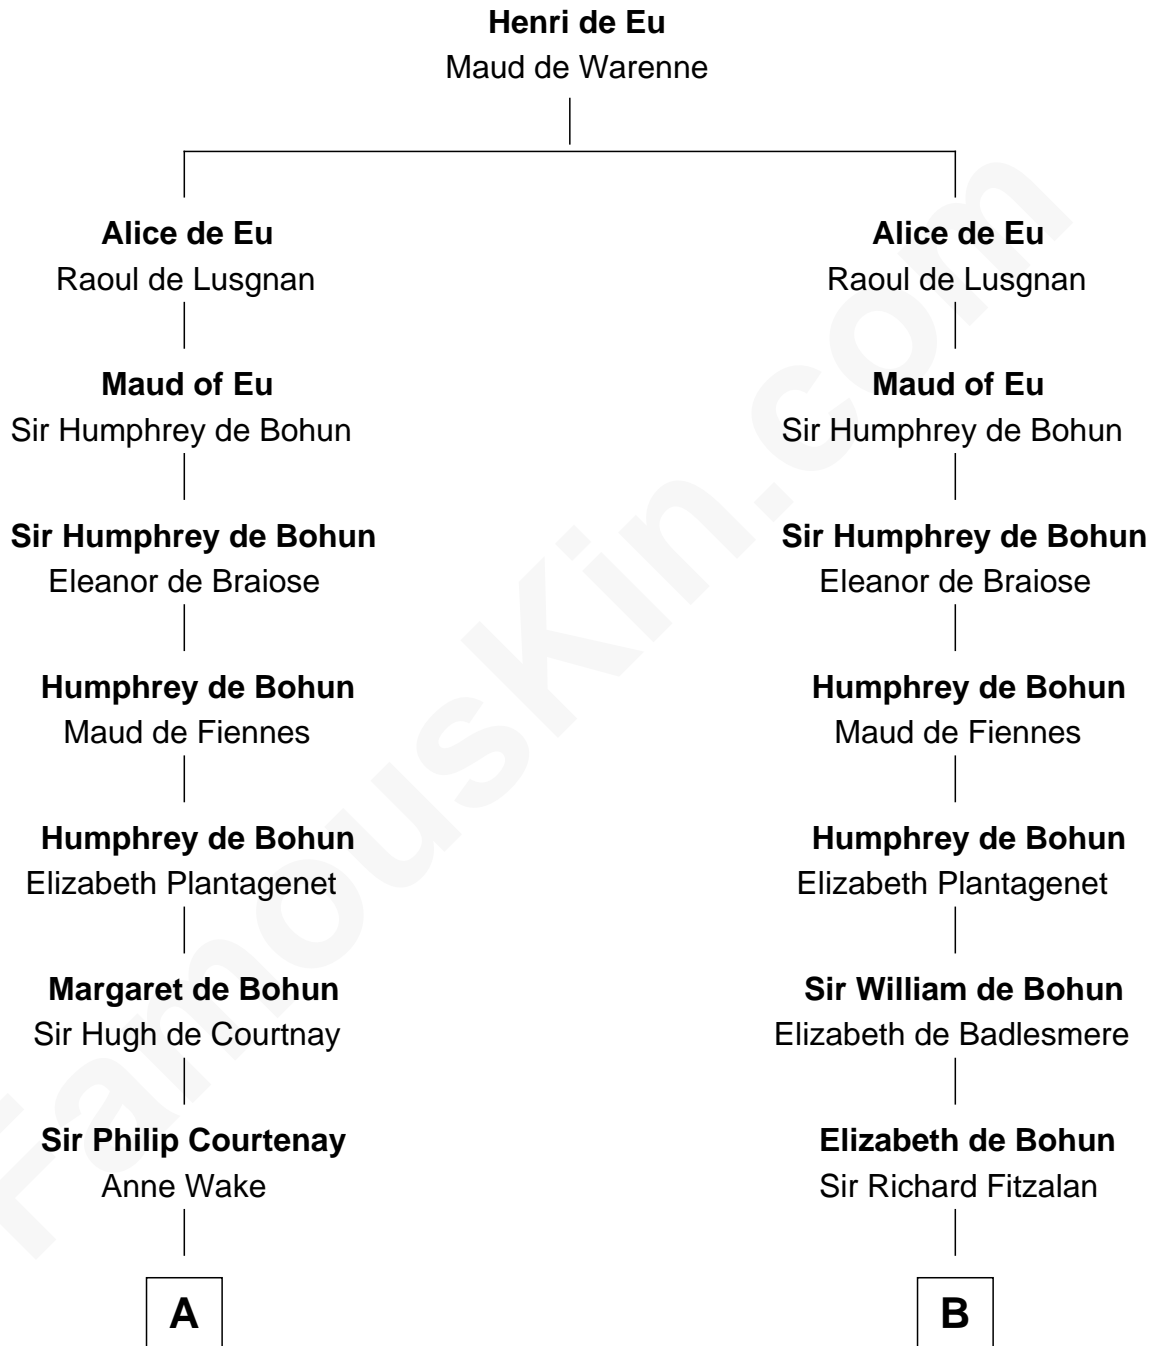 Henri de Eu
Maud de Warenne
Alice de Eu
Raoul de Lusgnan
Maud of Eu
Sir Humphrey de Bohun
Sir Humphrey de Bohun
Eleanor de Braiose
Humphrey de Bohun
Maud de Fiennes
Humphrey de Bohun
Elizabeth Plantagenet
Margaret de Bohun
Sir Hugh de Courtnay
Sir Philip Courtenay
Anne Wake
A
Alice de Eu
Raoul de Lusgnan
Maud of Eu
Sir Humphrey de Bohun
Sir Humphrey de Bohun
Eleanor de Braiose
Humphrey de Bohun
Maud de Fiennes
Humphrey de Bohun
Elizabeth Plantagenet
Sir William de Bohun
Elizabeth de Badlesmere
Elizabeth de Bohun
Sir Richard Fitzalan
B
FamousKin.com